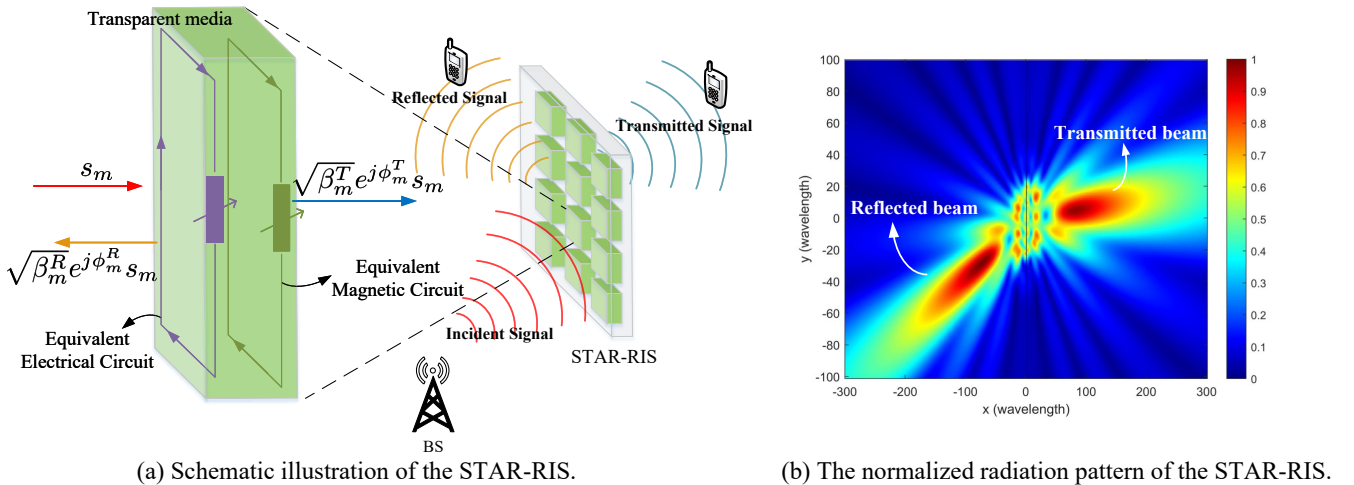 Transparent media
s_m
√β_m^T e^{jϕ_m^T} s_m
√β_m^R e^{jϕ_m^R} s_m
Equivalent
Electrical Circuit
Equivalent
Magnetic Circuit
Reflected Signal
Transmitted Signal
Incident Signal
STAR-RIS
BS
(a) Schematic illustration of the STAR-RIS.
100
80
60
40
20
0
-20
-40
-60
-80
-100
y (wavelength)
-300
-200
-100
0
100
200
300
x (wavelength)
Transmitted beam
Reflected beam
1
0.9
0.8
0.7
0.6
0.5
0.4
0.3
0.2
0.1
0
(b) The normalized radiation pattern of the STAR-RIS.